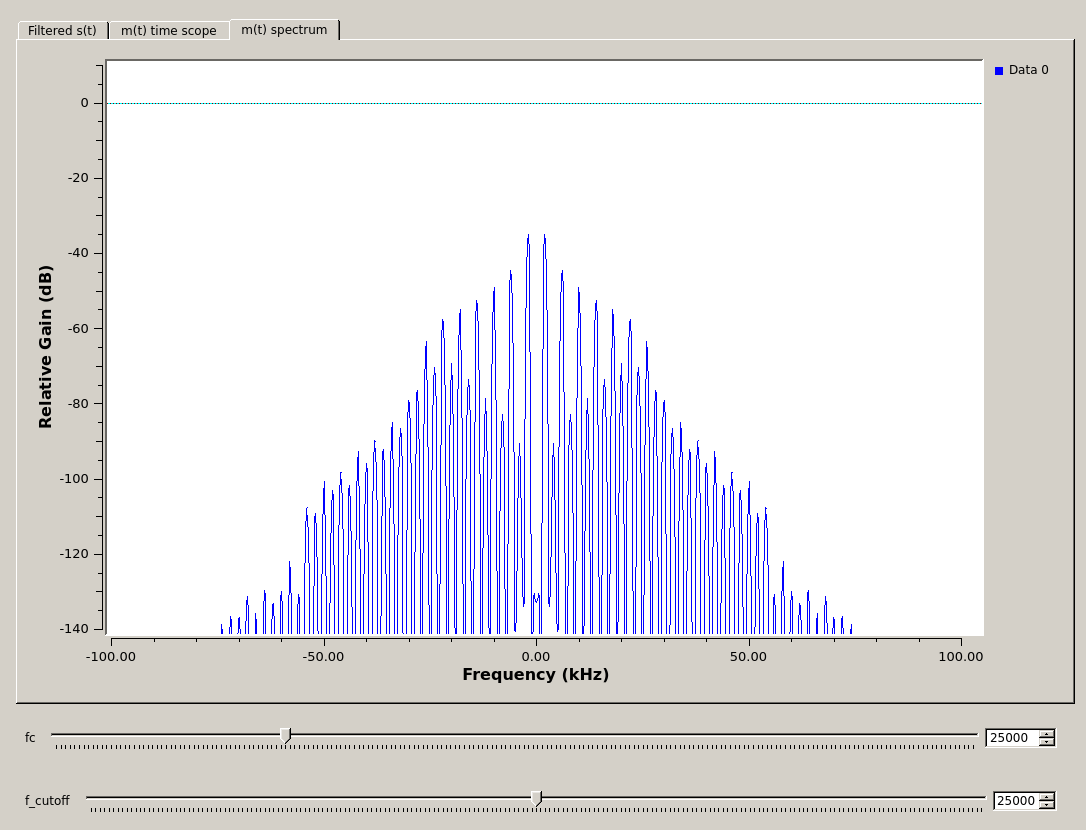 Filtered s(t) m(t) time scope m(t) spectrum
Data 0
0
-20
-40
-60
-80
-100
-120
-140
Relative Gain (dB)
-100.00 -50.00 0.00 50.00 100.00
Frequency (kHz)
fc 25000
f_cutoff 25000